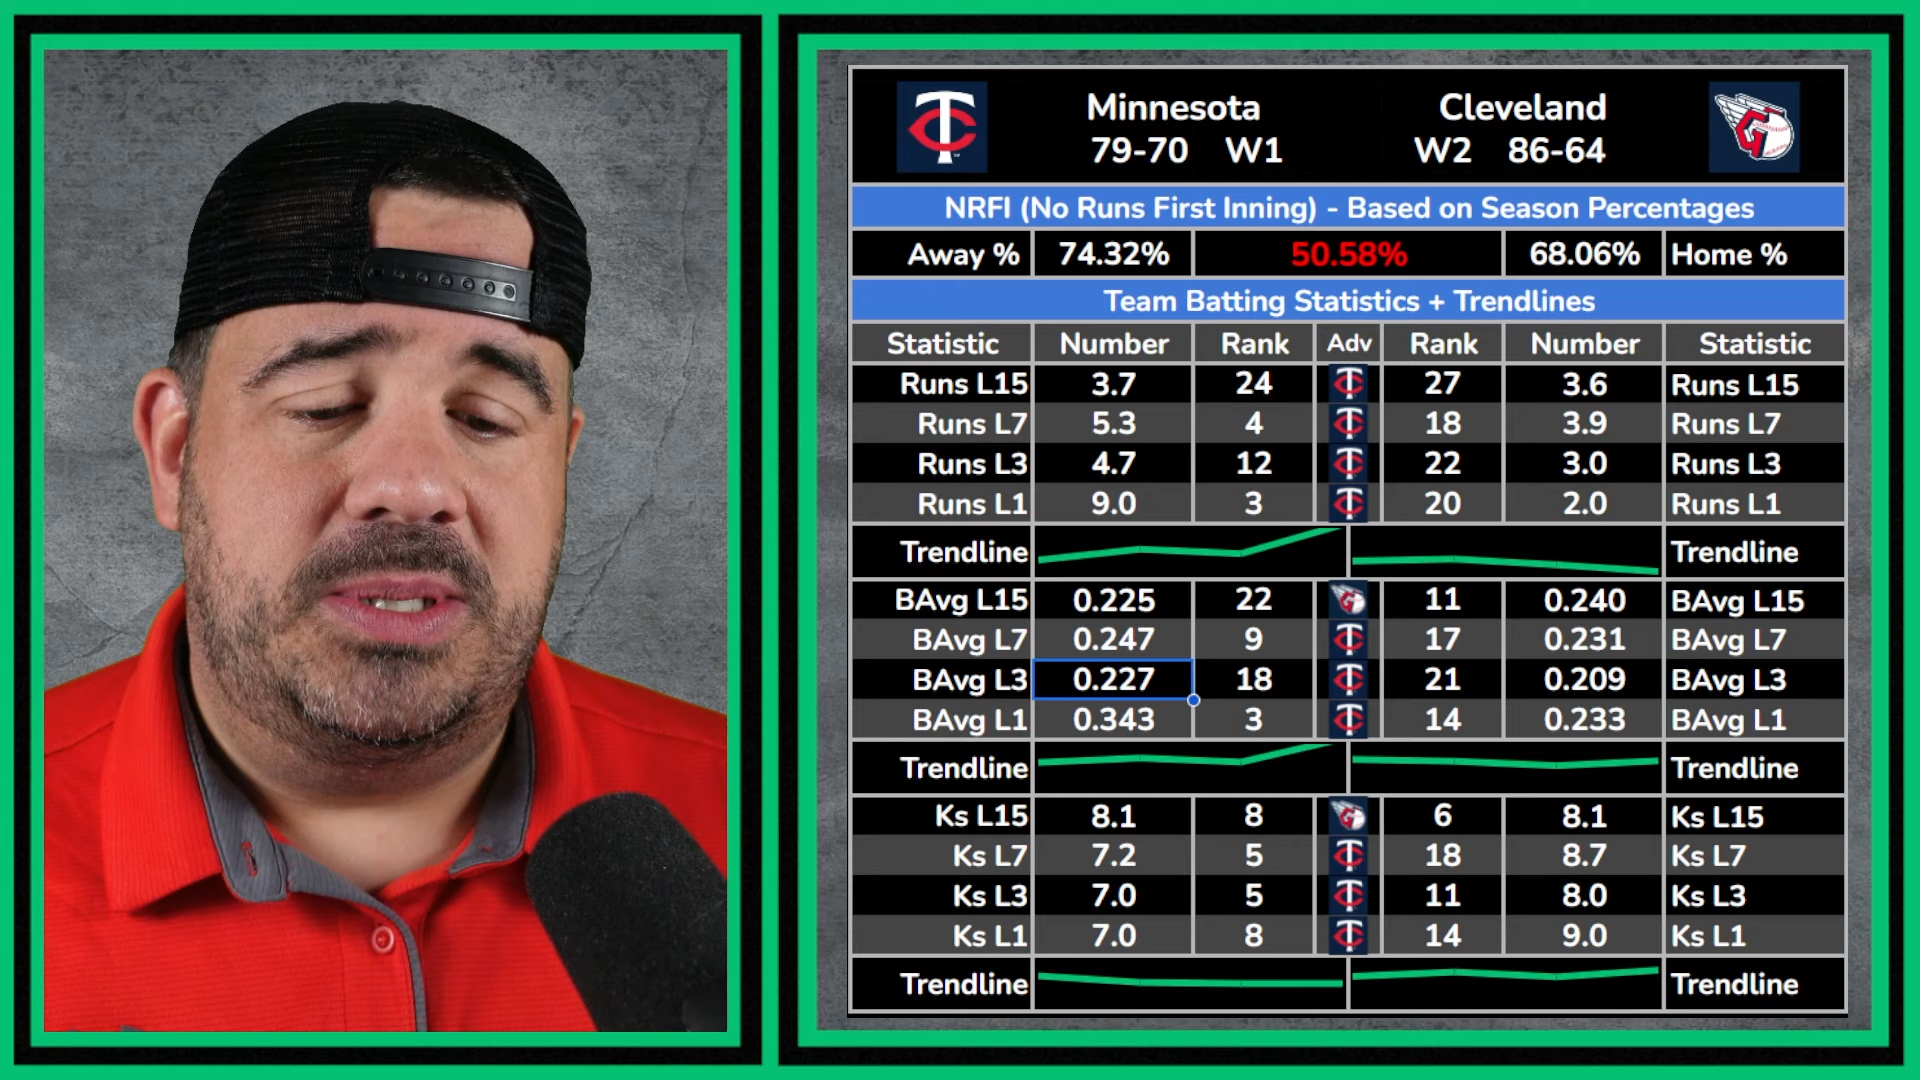 Minnesota Cleveland
79-70 W1 W2 86-64
NRFI (No Runs First Inning) - Based on Season Percentages
Away % 74.32% 50.58% 68.06% Home %
Team Batting Statistics + Trendlines
Statistic Number Rank Adv Rank Number Statistic
Runs L15 3.7 24 27 3.6 Runs L15
Runs L7 5.3 4 18 3.9 Runs L7
Runs L3 4.7 12 22 3.0 Runs L3
Runs L1 9.0 3 20 2.0 Runs L1
Trendline Trendline
BAvg L15 0.225 22 11 0.240 BAvg L15
BAvg L7 0.247 9 17 0.231 BAvg L7
BAvg L3 0.227 18 21 0.209 BAvg L3
BAvg L1 0.343 3 14 0.233 BAvg L1
Trendline Trendline
Ks L15 8.1 8 6 8.1 Ks L15
Ks L7 7.2 5 18 8.7 Ks L7
Ks L3 7.0 5 11 8.0 Ks L3
Ks L1 7.0 8 14 9.0 Ks L1
Trendline Trendline